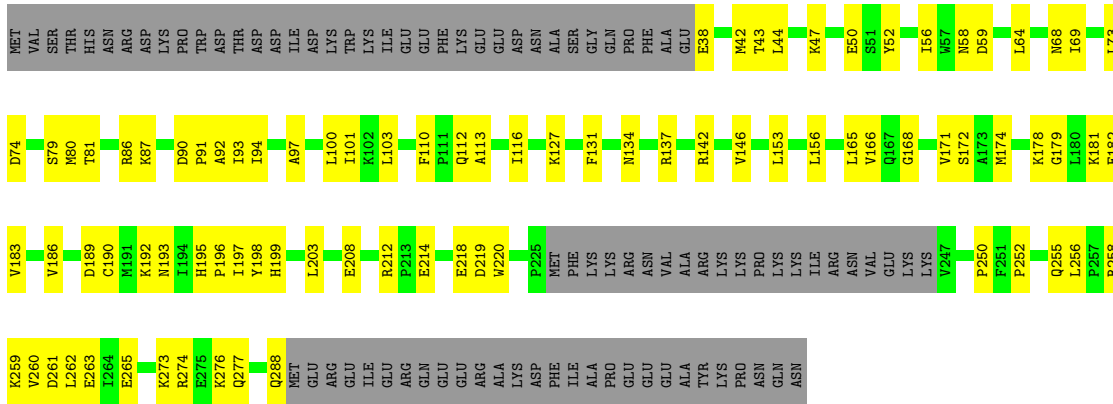 MET VAL SER THR HIS ASN ARG ASP LYS PRO TRP ASP THR ASP ASP ILE ASP LYS TRP LYS ILE GLU GLU PHE LYS GLU GLU ASP ASN ALA SER GLY GLN PRO PHE ALA GLU E38 M42 T43 L44 K47 E50 S51 Y52 I56 W57 N58 D59 L64 N68 I69
D74 S79 M80 T81 R86 K87 D90 P91 A92 I93 I94 A97 L100 I101 K102 L103 F110 P111 Q112 A113 I116 K127 F131 N134 R137 R142 V146 L153 L156 L165 V166 Q167 G168 V171 S172 A173 M174 K178 G179 L180 K181
V183 V186 D189 C190 M191 K192 N193 I194 H195 P196 I197 Y198 H199 L203 E208 R212 P213 E214 E218 D219 W220 P225 MET PHE LYS LYS ARG ASN VAL ALA ARG LYS LYS PRO LYS LYS ILE ARG ASN VAL GLU LYS LYS V247 P250 F251 P252 Q255 L256 P257
K259 V260 D261 L262 E263 I264 E265 K273 R274 E275 K276 Q277 Q288 MET GLU ARG GLU ILE GLU ARG GLN GLU GLU ARG ALA LYS ASP PHE ILE ALA PRO GLU GLU GLU ALA TYR LYS PRO ASN GLN ASN